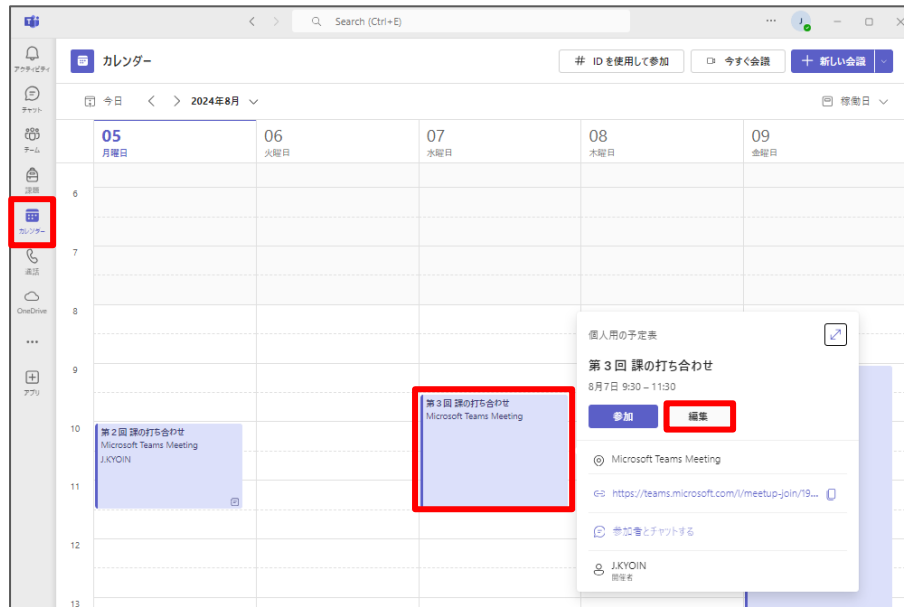 Search (Ctrl+E)
J
アクティビティ
チャット
チーム
課題
カレンダー
通話
OneDrive
アプリ
カレンダー
# IDを使用して参加
今すぐ会議
+ 新しい会議
今日
2024年8月
稼働日
05
月曜日
06
火曜日
07
水曜日
08
木曜日
09
金曜日
6
7
8
9
10
11
12
13
第2回 課の打ち合わせ
Microsoft Teams Meeting
J.KYOIN
第3回 課の打ち合わせ
Microsoft Teams Meeting
個人用の予定表
第3回 課の打ち合わせ
8月7日 9:30 – 11:30
参加
編集
Microsoft Teams Meeting
https://teams.microsoft.com/l/meetup-join/19...
参加者とチャットする
J.KYOIN
開催者